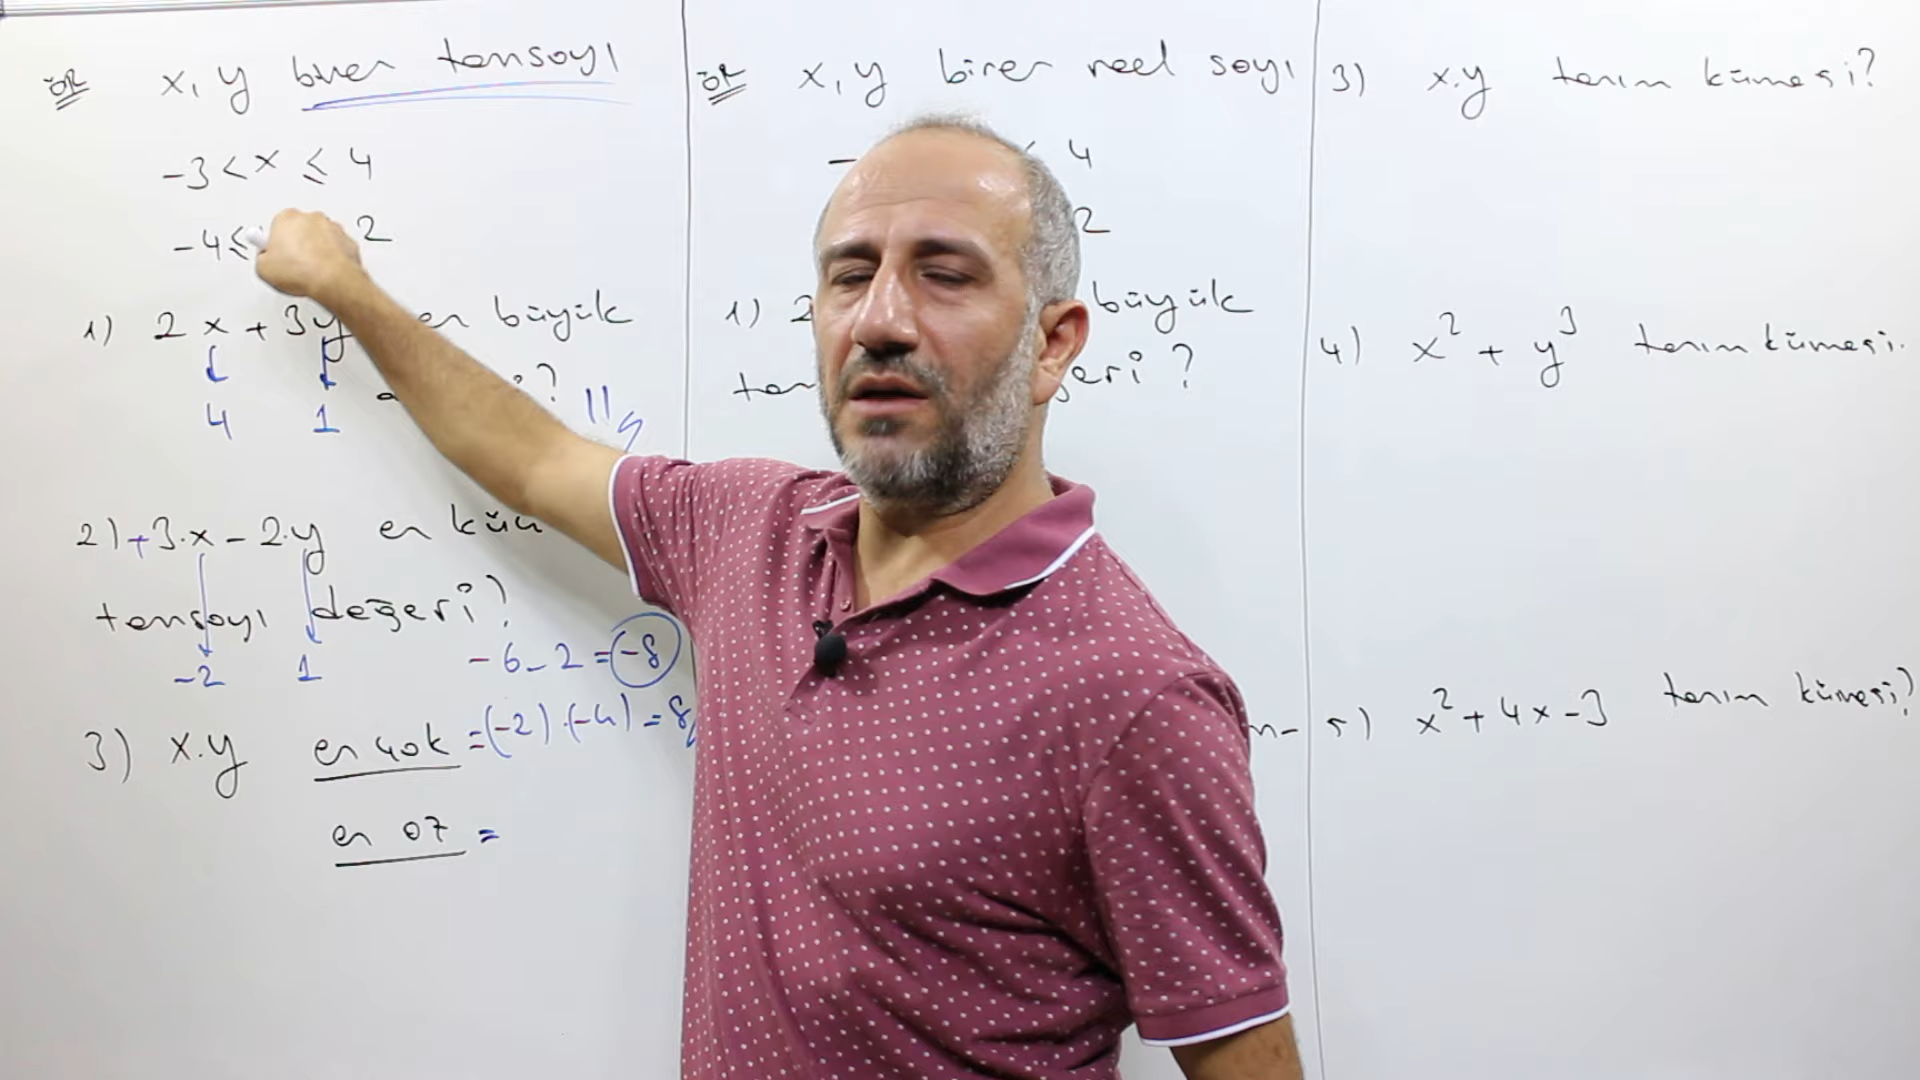 ÖR x, y birer tamsayı
-3 < x ≤ 4
-4 ≤ 2
1) 2x + 3y en büyük
4 1 ? 11
2) +3.x - 2.y en küç
tamsayı değeri?
-2 1 -6-2 = -8
3) x.y en çok = (-2).(-4) = 8
en az =
ÖR x, y birer reel sayı
- 4
2
1) 2 büyük
tam değeri?
3) x.y tanım kümesi?
4) x² + y³ tanım kümesi.
5) x² + 4x - 3 tanım kümesi?